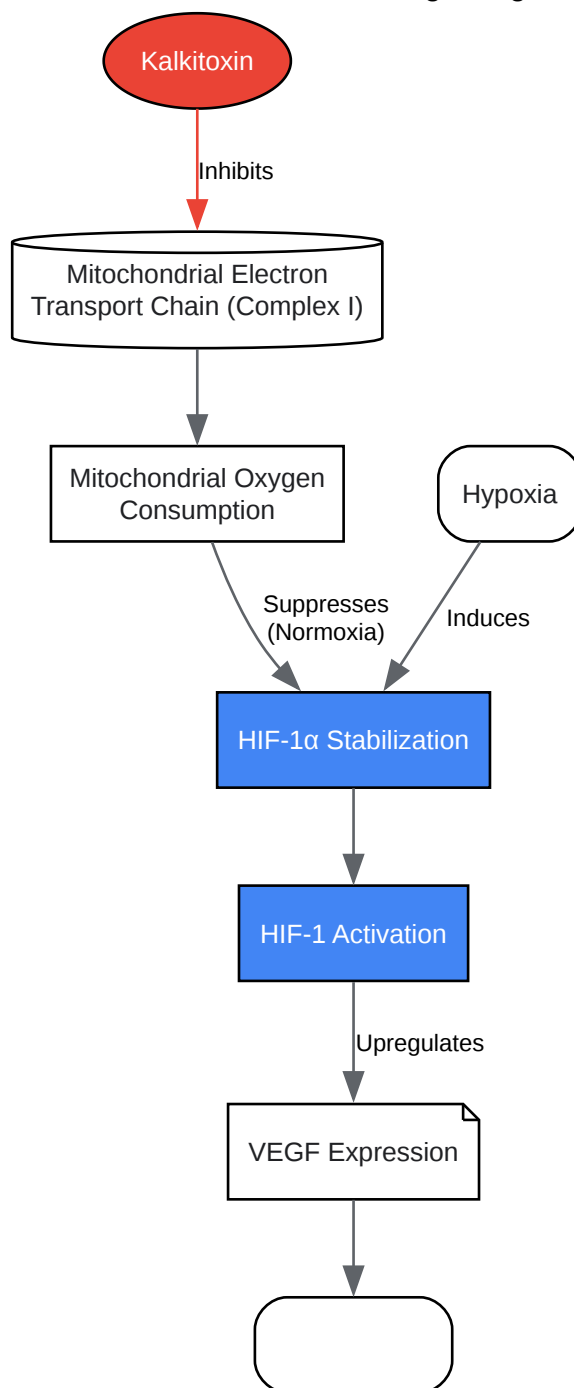 Kalkitoxin
Inhibits
Mitochondrial Electron
Transport Chain (Complex I)
Mitochondrial Oxygen
Consumption
Hypoxia
Suppresses
(Normoxia)
Induces
HIF-1α Stabilization
HIF-1 Activation
Upregulates
VEGF Expression